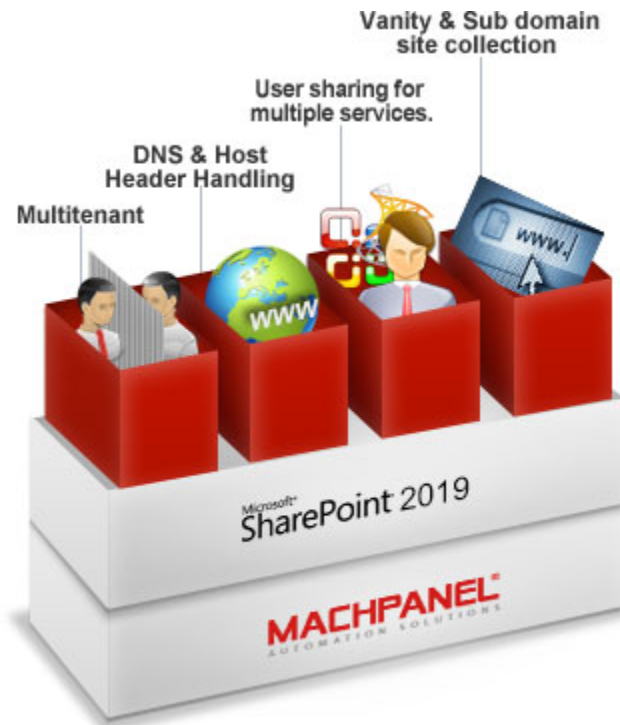 Vanity & Sub domain
site collection
User sharing for
multiple services.
DNS & Host
Header Handling
Multitenant
www.
www
Microsoft®
SharePoint 2019
MACHPANEL®
AUTOMATION SOLUTIONS